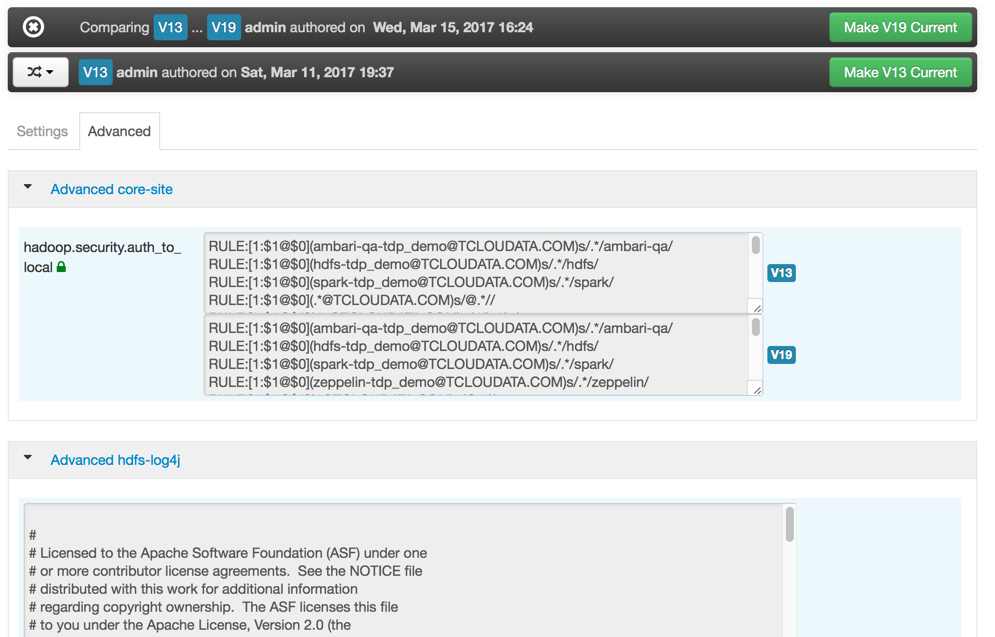 Comparing V13 ... V19 admin authored on Wed, Mar 15, 2017 16:24 Make V19 Current
V13 admin authored on Sat, Mar 11, 2017 19:37 Make V13 Current
Settings Advanced
Advanced core-site
hadoop.security.auth_to_
local
RULE:[1:$1@$0](ambari-qa-tdp_demo@TCLOUDATA.COM)s/.*/ambari-qa/
RULE:[1:$1@$0](hdfs-tdp_demo@TCLOUDATA.COM)s/.*/hdfs/
RULE:[1:$1@$0](spark-tdp_demo@TCLOUDATA.COM)s/.*/spark/
RULE:[1:$1@$0](.*@TCLOUDATA.COM)s/@.*//
V13
RULE:[1:$1@$0](ambari-qa-tdp_demo@TCLOUDATA.COM)s/.*/ambari-qa/
RULE:[1:$1@$0](hdfs-tdp_demo@TCLOUDATA.COM)s/.*/hdfs/
RULE:[1:$1@$0](spark-tdp_demo@TCLOUDATA.COM)s/.*/spark/
RULE:[1:$1@$0](zeppelin-tdp_demo@TCLOUDATA.COM)s/.*/zeppelin/
V19
Advanced hdfs-log4j
#
# Licensed to the Apache Software Foundation (ASF) under one
# or more contributor license agreements.  See the NOTICE file
# distributed with this work for additional information
# regarding copyright ownership.  The ASF licenses this file
# to you under the Apache License, Version 2.0 (the